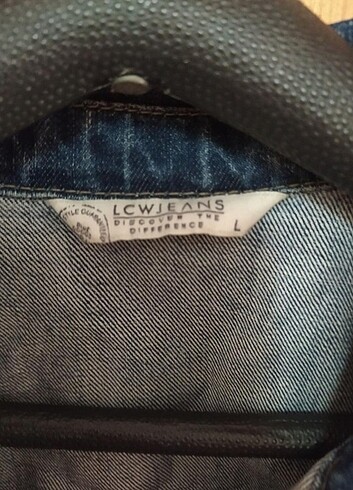 LCWJEANS
DISCOVER THE
DIFFERENCE
L